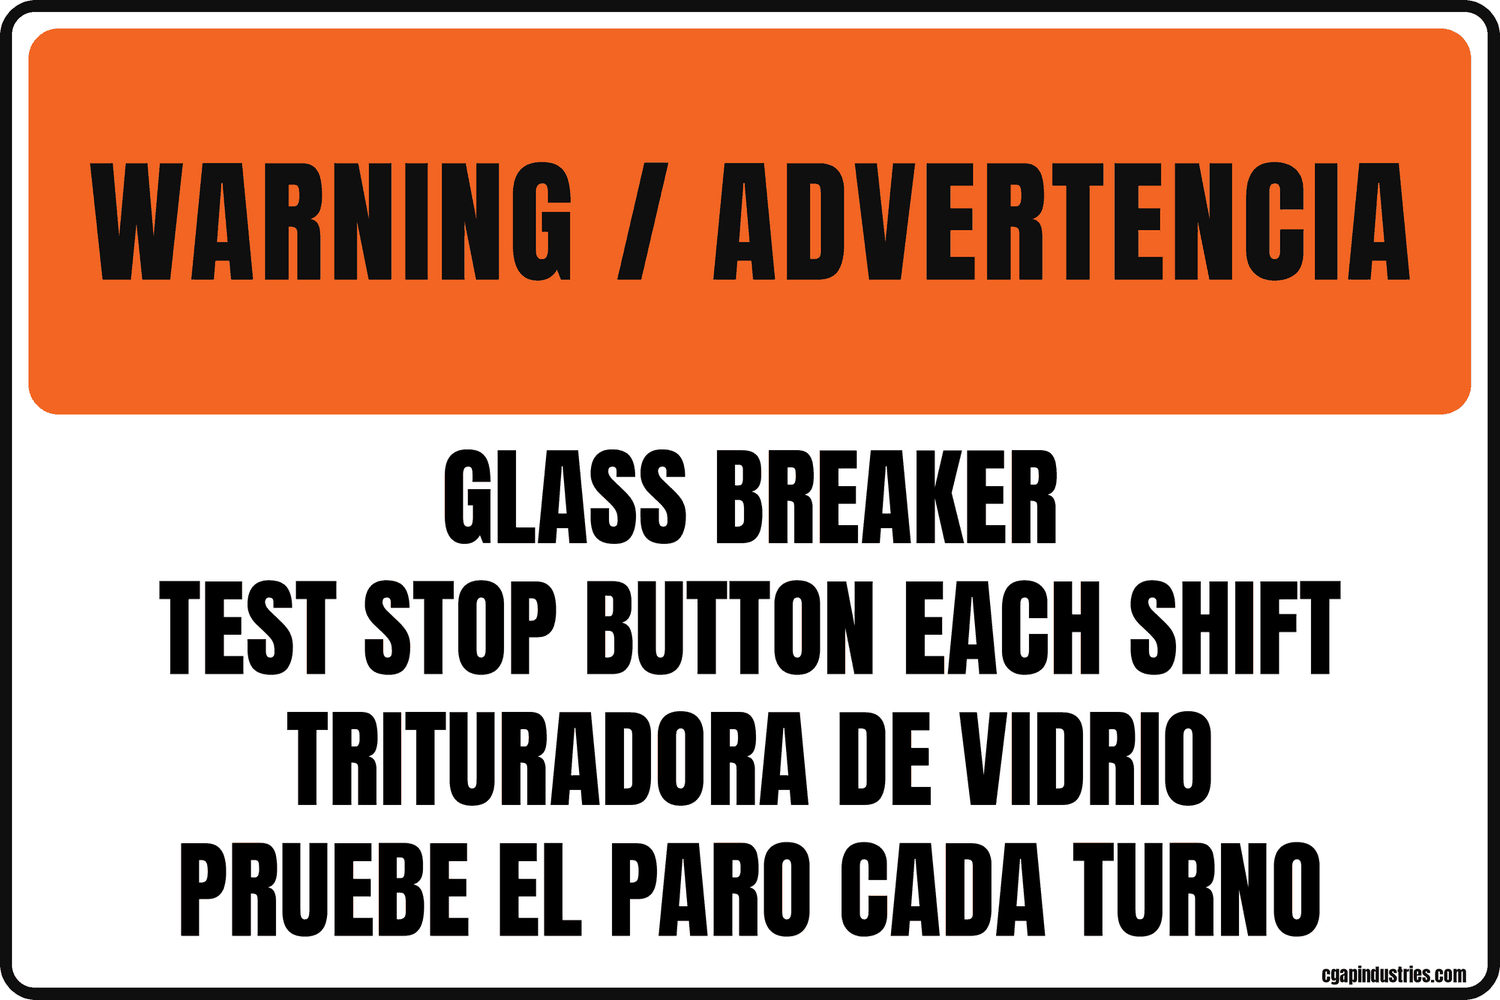 WARNING / ADVERTENCIA
GLASS BREAKER
TEST STOP BUTTON EACH SHIFT
TRITURADORA DE VIDRIO
PRUEBE EL PARO CADA TURNO
cgapindustries.com